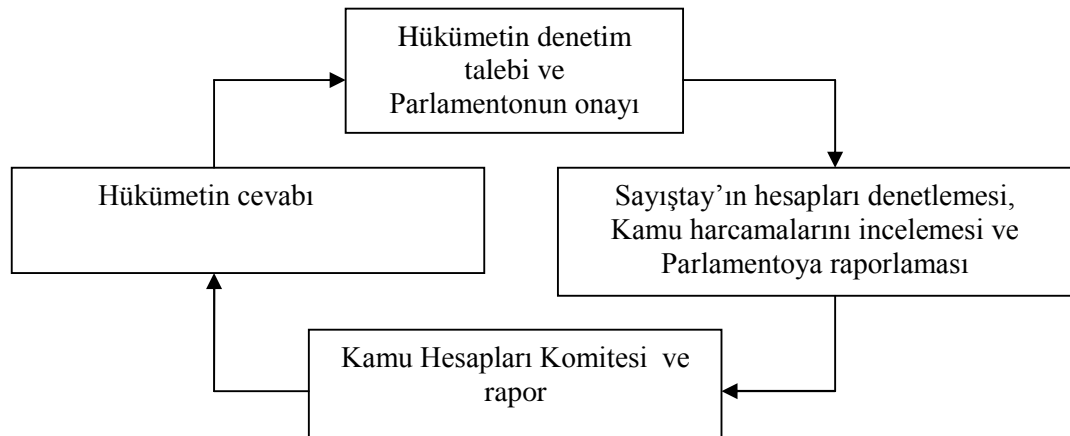 Hükümetin denetim
talebi ve
Parlamentonun onayı
Sayıştay’ın hesapları denetlemesi,
Kamu harcamalarını incelemesi ve
Parlamentoya raporlaması
Kamu Hesapları Komitesi ve
rapor
Hükümetin cevabı